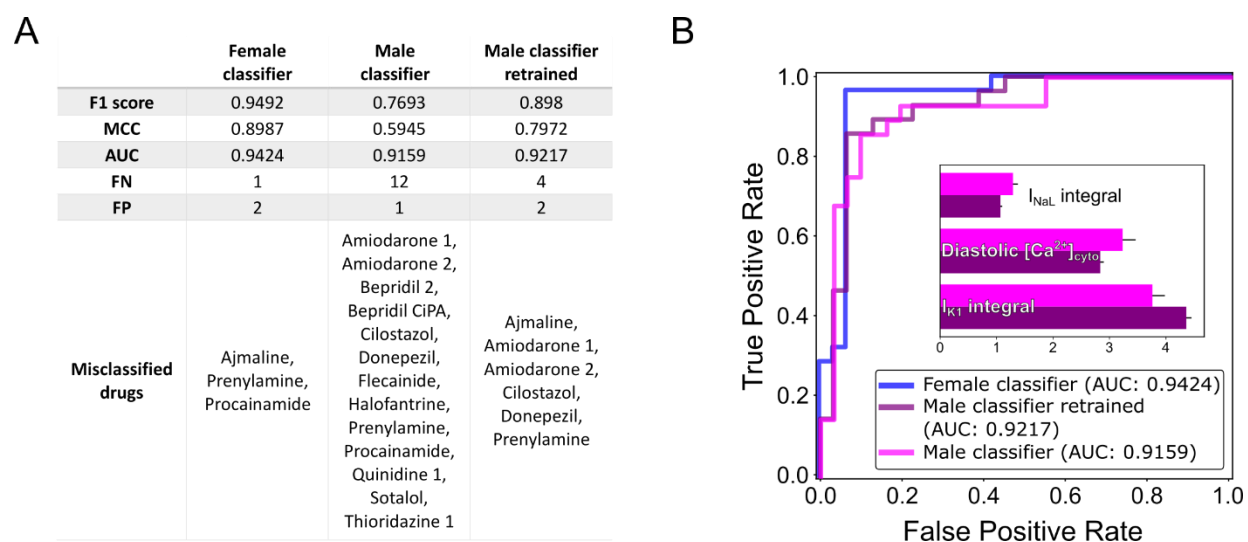 A
Female classifier
Male classifier
Male classifier retrained
F1 score 0.9492 0.7693 0.898
MCC 0.8987 0.5945 0.7972
AUC 0.9424 0.9159 0.9217
FN 1 12 4
FP 2 1 2
Misclassified drugs
Ajmaline,
Prenylamine,
Procainamide
Amiodarone 1,
Amiodarone 2,
Bepridil 2,
Bepridil CiPA,
Cilostazol,
Donepezil,
Flecainide,
Halofantrine,
Prenylamine,
Procainamide,
Quinidine 1,
Sotalol,
Thioridazine 1
Ajmaline,
Amiodarone 1,
Amiodarone 2,
Cilostazol,
Donepezil,
Prenylamine
B
True Positive Rate
1.0
0.8
0.6
0.4
0.2
0.0
I_NaL integral
Diastolic [Ca²⁺]_cyto
I_K1 integral
0 1 2 3 4
Female classifier (AUC: 0.9424)
Male classifier retrained
(AUC: 0.9217)
Male classifier (AUC: 0.9159)
0.0 0.2 0.4 0.6 0.8 1.0
False Positive Rate